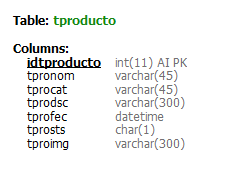 Table: tproducto
Columns:
idtproducto int(11) AI PK
tpronom varchar(45)
tprocat varchar(45)
tprodsc varchar(300)
tprofec datetime
tprosts char(1)
tproimg varchar(300)